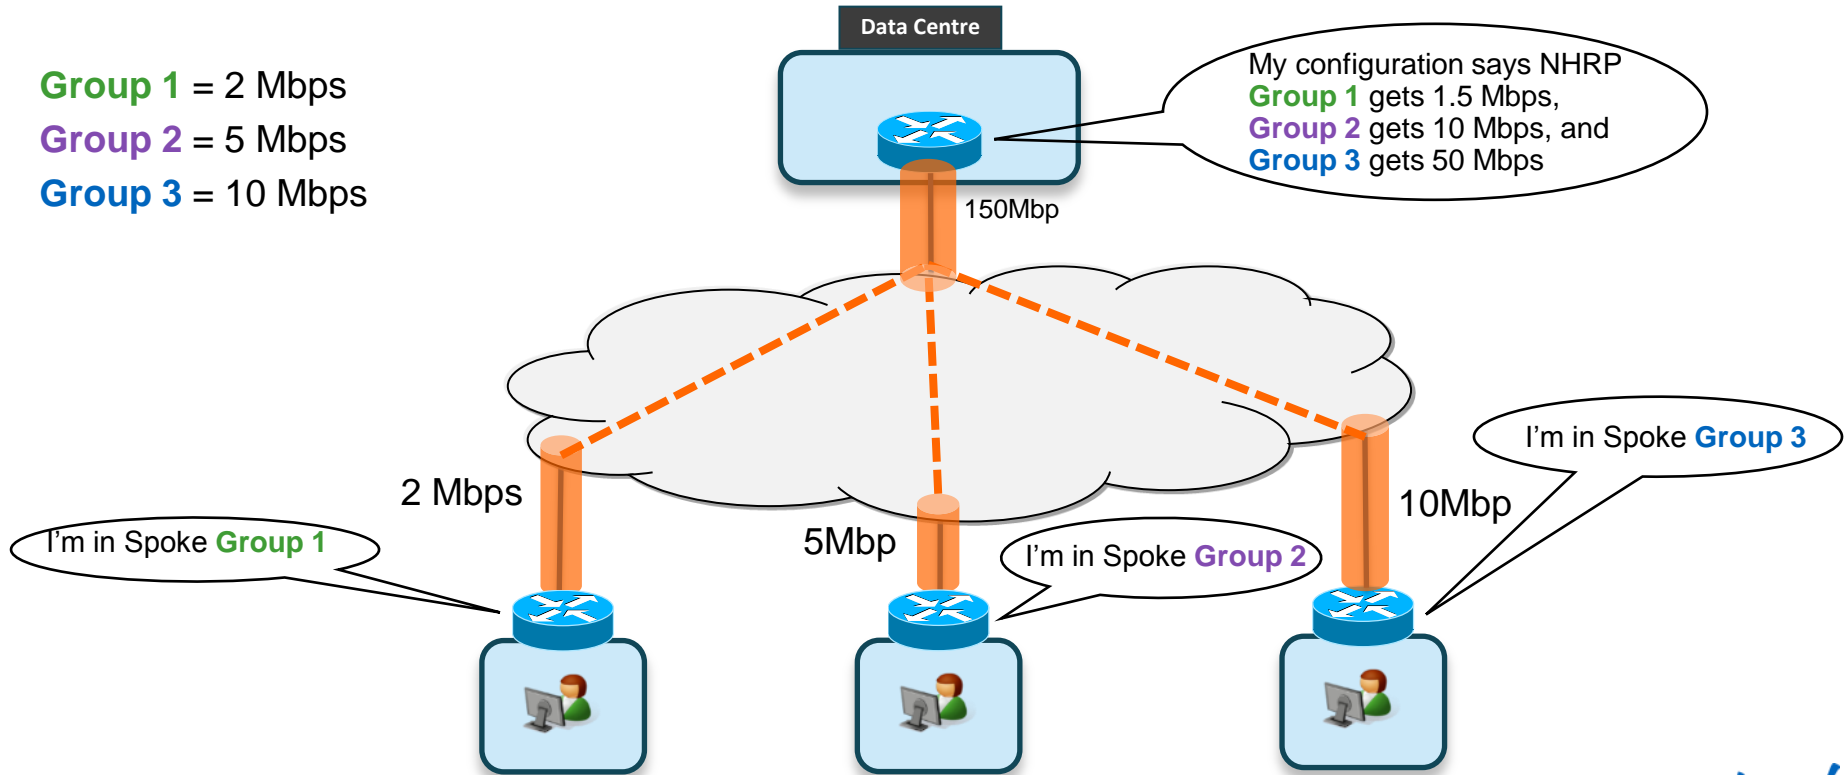 Data Centre
Group 1 = 2 Mbps
Group 2 = 5 Mbps
Group 3 = 10 Mbps
My configuration says NHRP
Group 1 gets 1.5 Mbps,
Group 2 gets 10 Mbps, and
Group 3 gets 50 Mbps
150Mbp
2 Mbps
5Mbp
10Mbp
I'm in Spoke Group 1
I'm in Spoke Group 2
I'm in Spoke Group 3